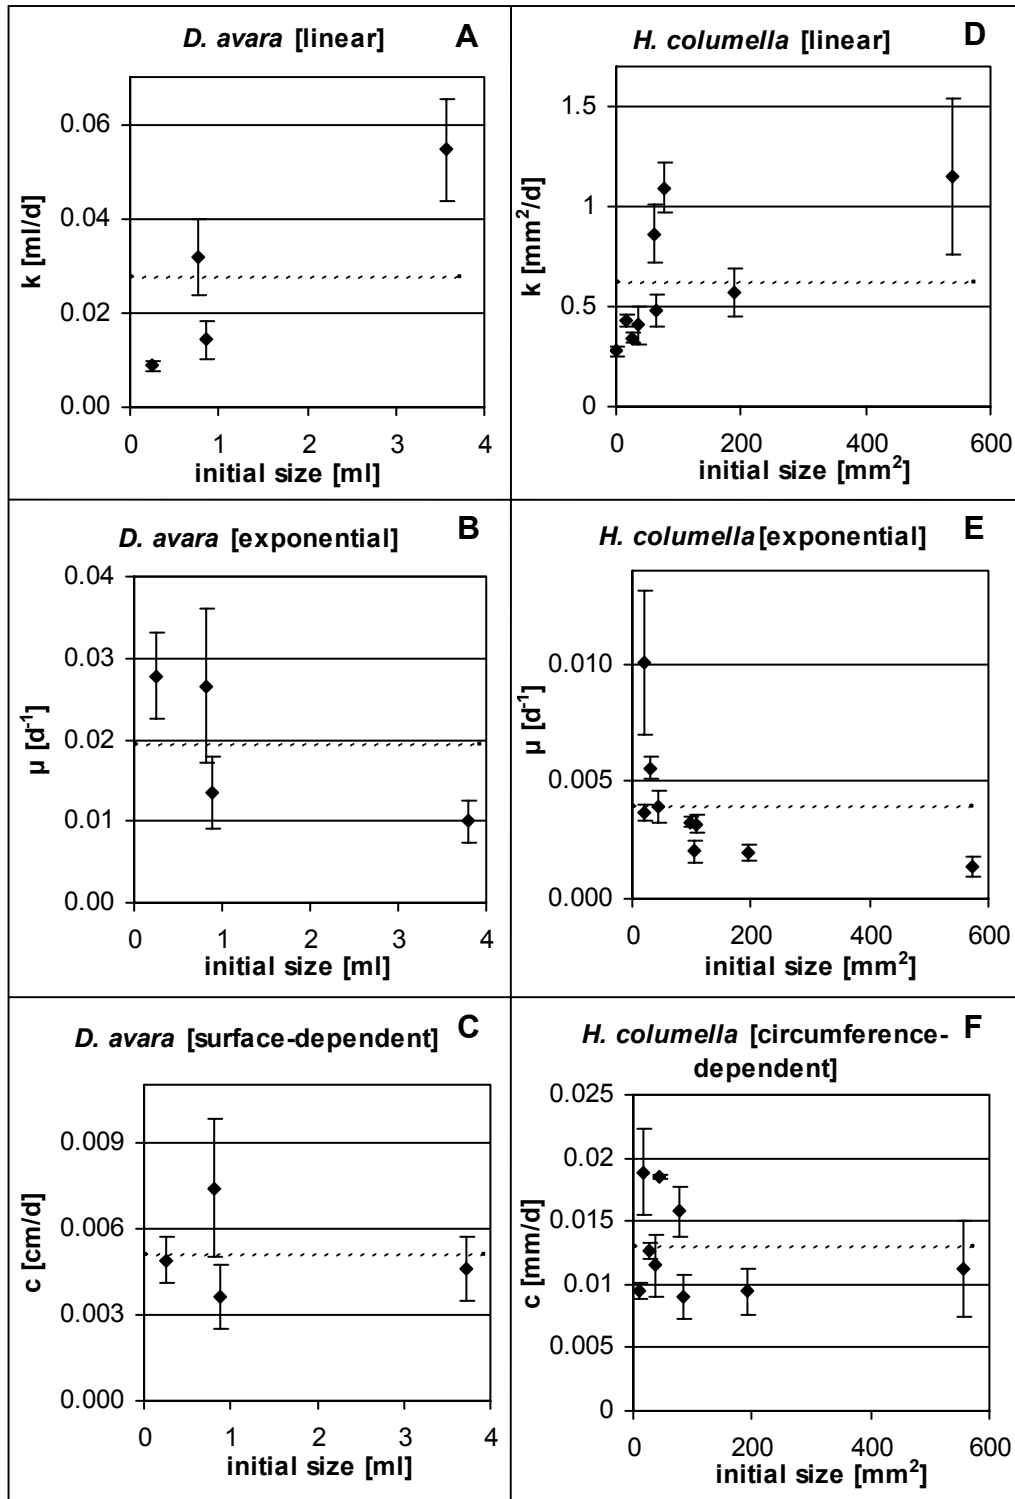 D. avara [linear] A
0.06
0.04
0.02
0.00
k [ml/d]
0 1 2 3 4
initial size [ml]
H. columella [linear] D
1.5
1
0.5
0
k [mm²/d]
0 200 400 600
initial size [mm²]
D. avara [exponential] B
0.04
0.03
0.02
0.01
0.00
µ [d⁻¹]
0 1 2 3 4
initial size [ml]
H. columella [exponential] E
0.010
0.005
0.000
µ [d⁻¹]
0 200 400 600
initial size [mm²]
D. avara [surface-dependent] C
0.009
0.006
0.003
0.000
c [cm/d]
0 1 2 3 4
initial size [ml]
H. columella [circumference- F
dependent]
0.025
0.02
0.015
0.01
0.005
0
c [mm/d]
0 200 400 600
initial size [mm²]